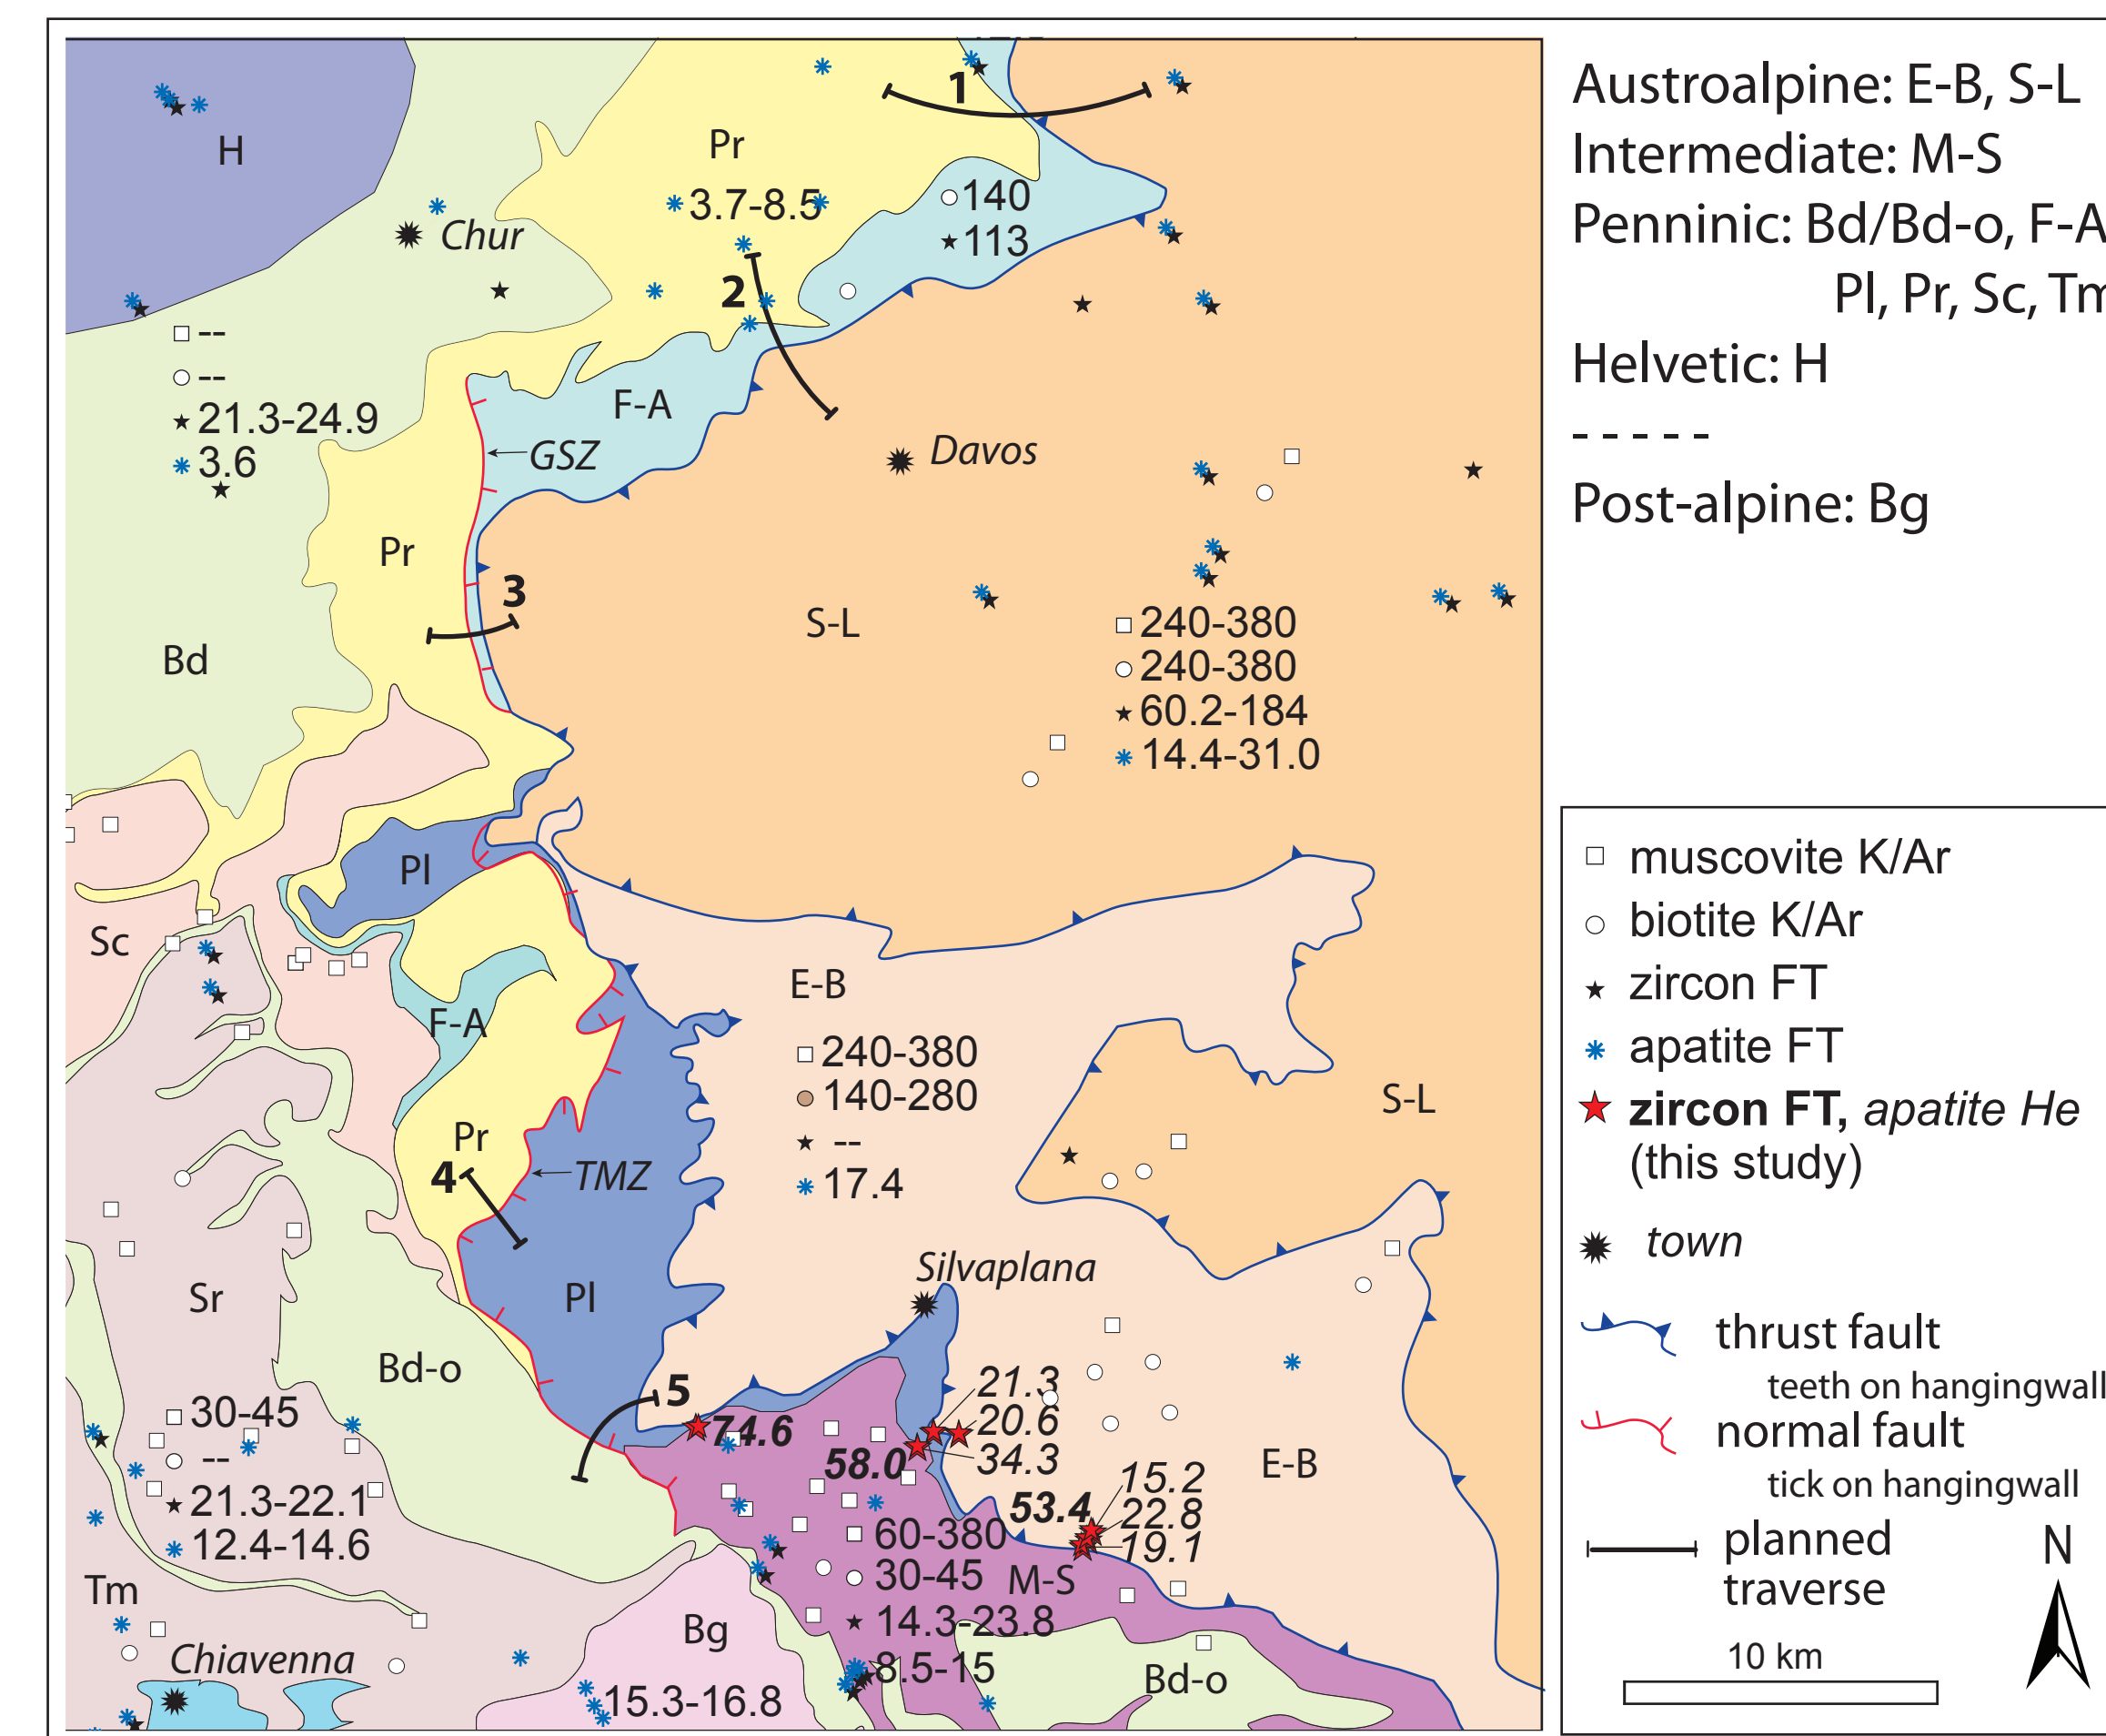 1
H
Pr
140
3.7-8.5
113
Chur
2
--
--
21.3-24.9
3.6
F-A
GSZ
Davos
Pr
3
S-L
Bd
240-380
240-380
60.2-184
14.4-31.0
Pl
Sc
E-B
F-A
240-380
140-280
--
17.4
S-L
Pr
4
TMZ
Silvaplana
Sr
Pl
Bd-o
5
21.3
20.6
34.3
74.6
58.0
30-45
--
21.3-22.1
12.4-14.6
E-B
15.2
53.4
22.8
19.1
60-380
30-45
M-S
14.3-23.8
8.5-15
Tm
Bg
Chiavenna
Bd-o
15.3-16.8
Austroalpine: E-B, S-L
Intermediate: M-S
Penninic: Bd/Bd-o, F-A
Pl, Pr, Sc, Tm
Helvetic: H
-----
Post-alpine: Bg
muscovite K/Ar
biotite K/Ar
zircon FT
apatite FT
zircon FT, apatite He
(this study)
town
thrust fault
teeth on hangingwall
normal fault
tick on hangingwall
planned
traverse
N
10 km